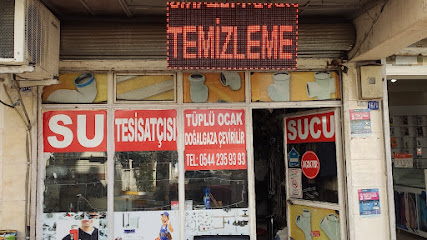 TEMİZLEME
SU
TESİSATÇISI
TÜPLÜ OCAK
DOĞALGAZA ÇEVİRİLİR
TEL: 0544 235 93 93
SUCU